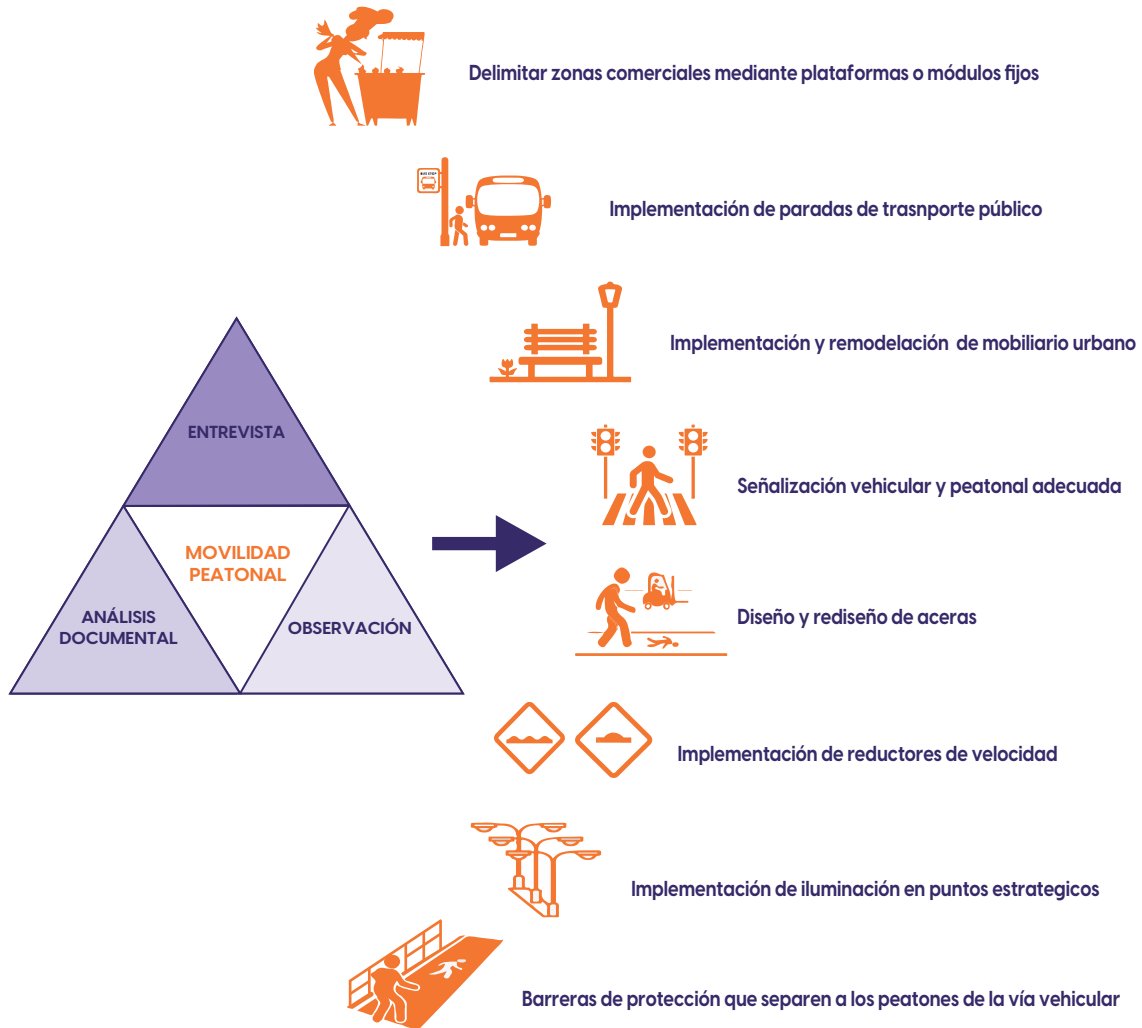 Delimitar zonas comerciales mediante plataformas o módulos fijos
BUS STOP
Implementación de paradas de trasnporte público
Implementación y remodelación de mobiliario urbano
ENTREVISTA
Señalización vehicular y peatonal adecuada
MOVILIDAD
PEATONAL
ANÁLISIS
DOCUMENTAL
OBSERVACIÓN
Diseño y rediseño de aceras
Implementación de reductores de velocidad
Implementación de iluminación en puntos estrategicos
Barreras de protección que separen a los peatones de la vía vehicular